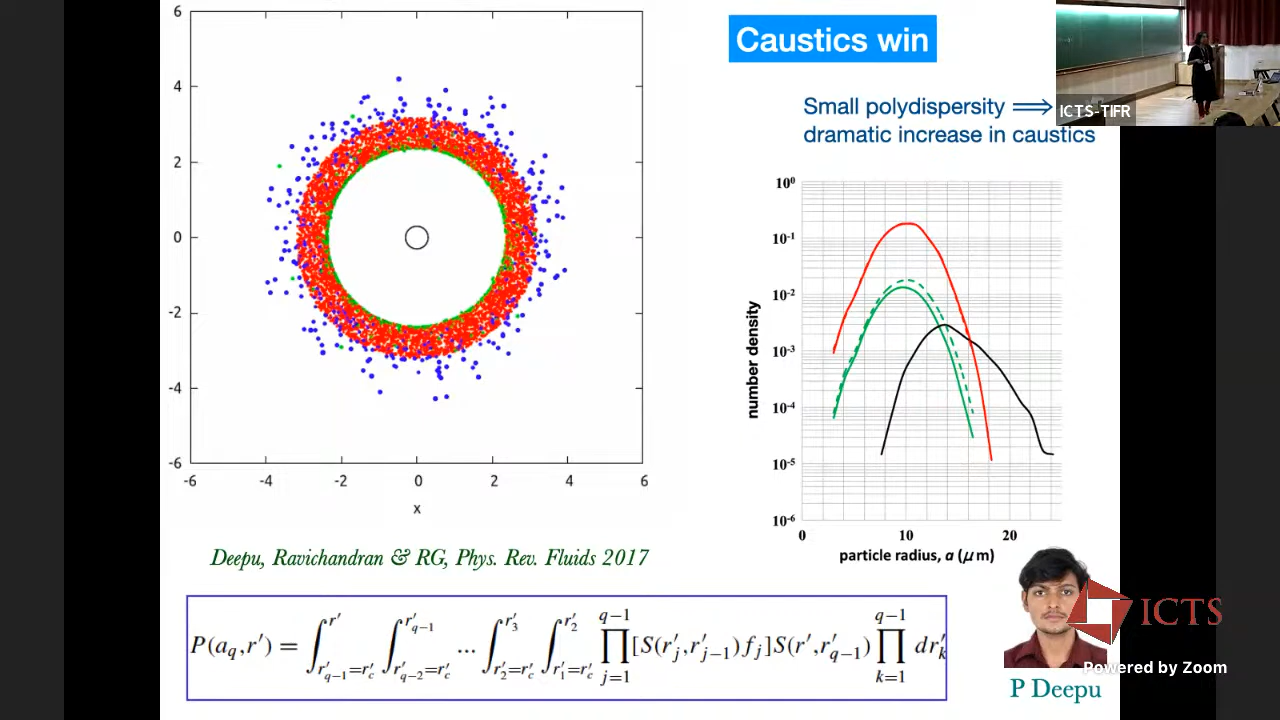 Caustics win
Small polydispersity ⟹
dramatic increase in caustics
ICTS-TIFR
6
4
2
0
-2
-4
-6
-6 -4 -2 0 2 4 6
x
10⁰
10⁻¹
10⁻²
10⁻³
10⁻⁴
10⁻⁵
10⁻⁶
number density
0 10 20
particle radius, a (μm)
Deepu, Ravichandran & RG, Phys. Rev. Fluids 2017
P(a_q,r′) = ∫_{r′_{q−1}=r′_c}^{r′} ∫_{r′_{q−2}=r′_c}^{r′_{q−1}} ... ∫_{r′_2=r′_c}^{r′_3} ∫_{r′_1=r′_c}^{r′_2} ∏_{j=1}^{q−1} [S(r′_j,r′_{j−1})f_j]S(r′,r′_{q−1}) ∏_{k=1}^{q−1} dr′_k
ICTS
Powered by Zoom
P Deepu